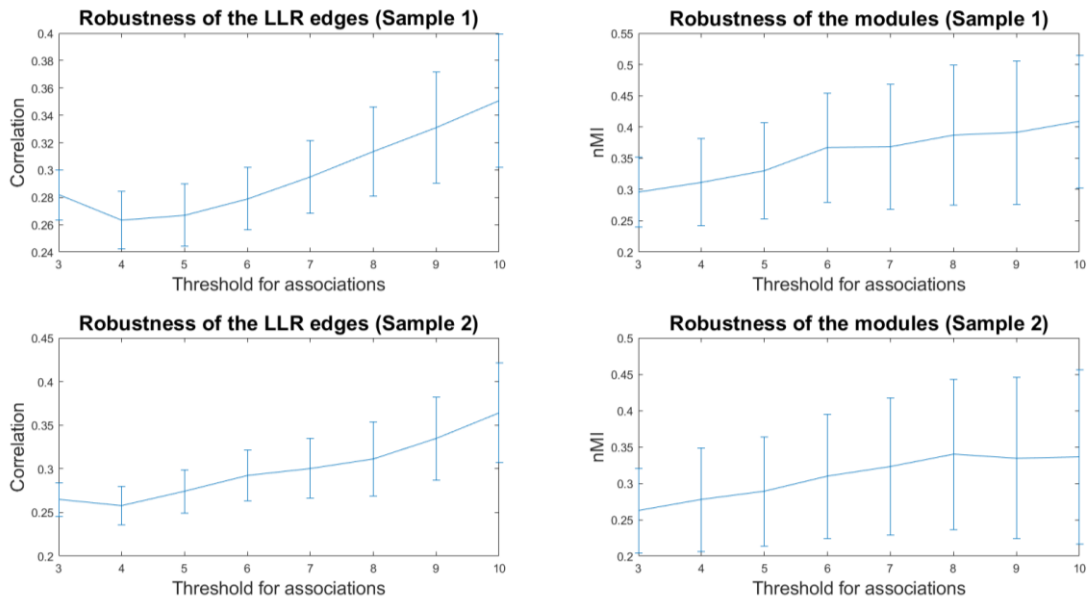 Robustness of the LLR edges (Sample 1)
0.4
0.38
0.36
0.34
0.32
0.3
0.28
0.26
0.24
Correlation
3 4 5 6 7 8 9 10
Threshold for associations
Robustness of the modules (Sample 1)
0.55
0.5
0.45
0.4
0.35
0.3
0.25
0.2
nMI
3 4 5 6 7 8 9 10
Threshold for associations
Robustness of the LLR edges (Sample 2)
0.45
0.4
0.35
0.3
0.25
0.2
Correlation
3 4 5 6 7 8 9 10
Threshold for associations
Robustness of the modules (Sample 2)
0.5
0.45
0.4
0.35
0.3
0.25
0.2
nMI
3 4 5 6 7 8 9 10
Threshold for associations